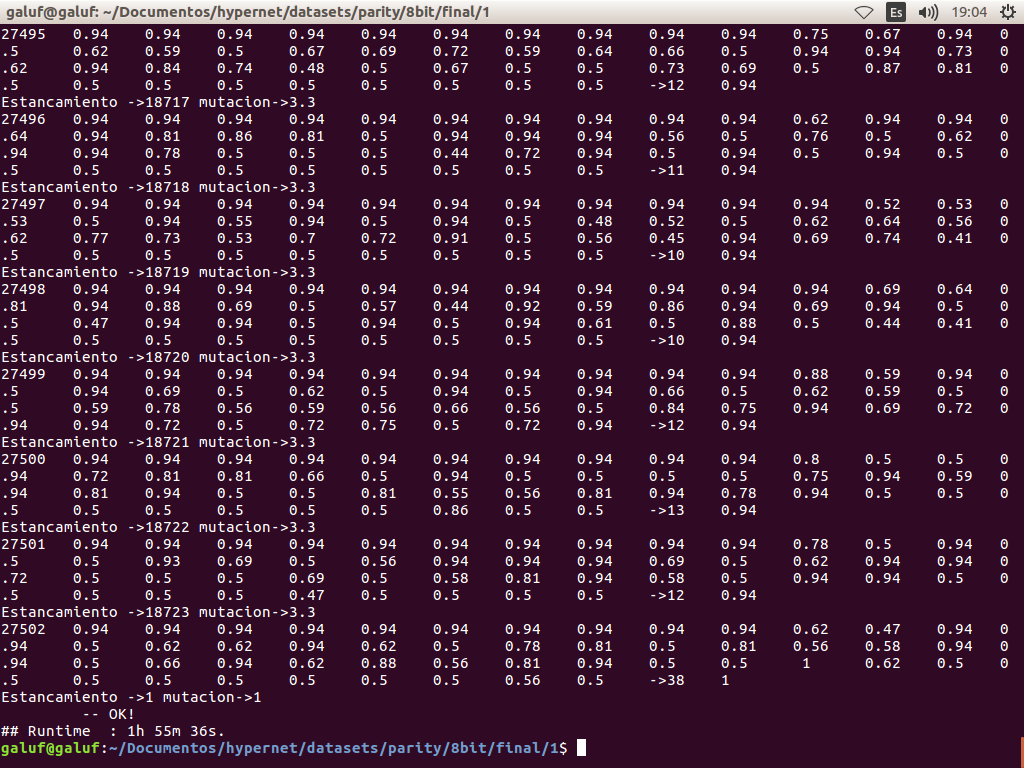 galuf@galuf: ~/Documentos/hypernet/datasets/parity/8bit/final/1 Es 19:04
27495 0.94 0.94 0.94 0.94 0.94 0.94 0.94 0.94 0.94 0.94 0.75 0.67 0.94 0
.5 0.62 0.59 0.5 0.67 0.69 0.72 0.59 0.64 0.66 0.5 0.94 0.94 0.73 0
.62 0.94 0.84 0.74 0.48 0.5 0.67 0.5 0.5 0.73 0.69 0.5 0.87 0.81 0
.5 0.5 0.5 0.5 0.5 0.5 0.5 0.5 0.5 ->12 0.94
Estancamiento ->18717 mutacion->3.3
27496 0.94 0.94 0.94 0.94 0.94 0.94 0.94 0.94 0.94 0.94 0.62 0.94 0.94 0
.64 0.94 0.81 0.86 0.81 0.5 0.94 0.94 0.94 0.56 0.5 0.76 0.5 0.62 0
.94 0.94 0.78 0.5 0.5 0.5 0.44 0.72 0.94 0.5 0.94 0.5 0.94 0.5 0
.5 0.5 0.5 0.5 0.5 0.5 0.5 0.5 0.5 ->11 0.94
Estancamiento ->18718 mutacion->3.3
27497 0.94 0.94 0.94 0.94 0.94 0.94 0.94 0.94 0.94 0.94 0.94 0.52 0.53 0
.53 0.5 0.94 0.55 0.94 0.5 0.94 0.5 0.48 0.52 0.5 0.62 0.64 0.56 0
.62 0.77 0.73 0.53 0.7 0.72 0.91 0.5 0.56 0.45 0.94 0.69 0.74 0.41 0
.5 0.5 0.5 0.5 0.5 0.5 0.5 0.5 0.5 ->10 0.94
Estancamiento ->18719 mutacion->3.3
27498 0.94 0.94 0.94 0.94 0.94 0.94 0.94 0.94 0.94 0.94 0.94 0.69 0.64 0
.81 0.94 0.88 0.69 0.5 0.57 0.44 0.92 0.59 0.86 0.94 0.69 0.94 0.5 0
.5 0.47 0.94 0.94 0.5 0.94 0.5 0.94 0.61 0.5 0.88 0.5 0.44 0.41 0
.5 0.5 0.5 0.5 0.5 0.5 0.5 0.5 0.5 ->10 0.94
Estancamiento ->18720 mutacion->3.3
27499 0.94 0.94 0.94 0.94 0.94 0.94 0.94 0.94 0.94 0.94 0.88 0.59 0.94 0
.5 0.94 0.69 0.5 0.62 0.5 0.94 0.5 0.94 0.66 0.5 0.62 0.59 0.5 0
.5 0.59 0.78 0.56 0.59 0.56 0.66 0.56 0.5 0.84 0.75 0.94 0.69 0.72 0
.94 0.94 0.72 0.5 0.72 0.75 0.5 0.72 0.94 ->12 0.94
Estancamiento ->18721 mutacion->3.3
27500 0.94 0.94 0.94 0.94 0.94 0.94 0.94 0.94 0.94 0.94 0.8 0.5 0.5 0
.94 0.72 0.81 0.81 0.66 0.5 0.94 0.5 0.5 0.5 0.5 0.75 0.94 0.59 0
.94 0.81 0.94 0.5 0.5 0.81 0.55 0.56 0.81 0.94 0.78 0.94 0.5 0.5 0
.5 0.5 0.5 0.5 0.5 0.5 0.86 0.5 0.5 ->13 0.94
Estancamiento ->18722 mutacion->3.3
27501 0.94 0.94 0.94 0.94 0.94 0.94 0.94 0.94 0.94 0.94 0.78 0.5 0.94 0
.5 0.5 0.93 0.69 0.5 0.56 0.94 0.94 0.94 0.69 0.5 0.62 0.94 0.94 0
.72 0.5 0.5 0.5 0.69 0.5 0.58 0.81 0.94 0.58 0.5 0.94 0.94 0.5 0
.5 0.5 0.5 0.5 0.47 0.5 0.5 0.5 0.5 ->12 0.94
Estancamiento ->18723 mutacion->3.3
27502 0.94 0.94 0.94 0.94 0.94 0.94 0.94 0.94 0.94 0.94 0.62 0.47 0.94 0
.94 0.5 0.62 0.62 0.94 0.62 0.5 0.78 0.81 0.5 0.81 0.56 0.58 0.94 0
.94 0.5 0.66 0.94 0.62 0.88 0.56 0.81 0.94 0.5 0.5 1 0.62 0.5 0
.5 0.5 0.5 0.5 0.5 0.5 0.5 0.56 0.5 ->38 1
Estancamiento ->1 mutacion->1
-- OK!
## Runtime : 1h 55m 36s.
galuf@galuf:~/Documentos/hypernet/datasets/parity/8bit/final/1$